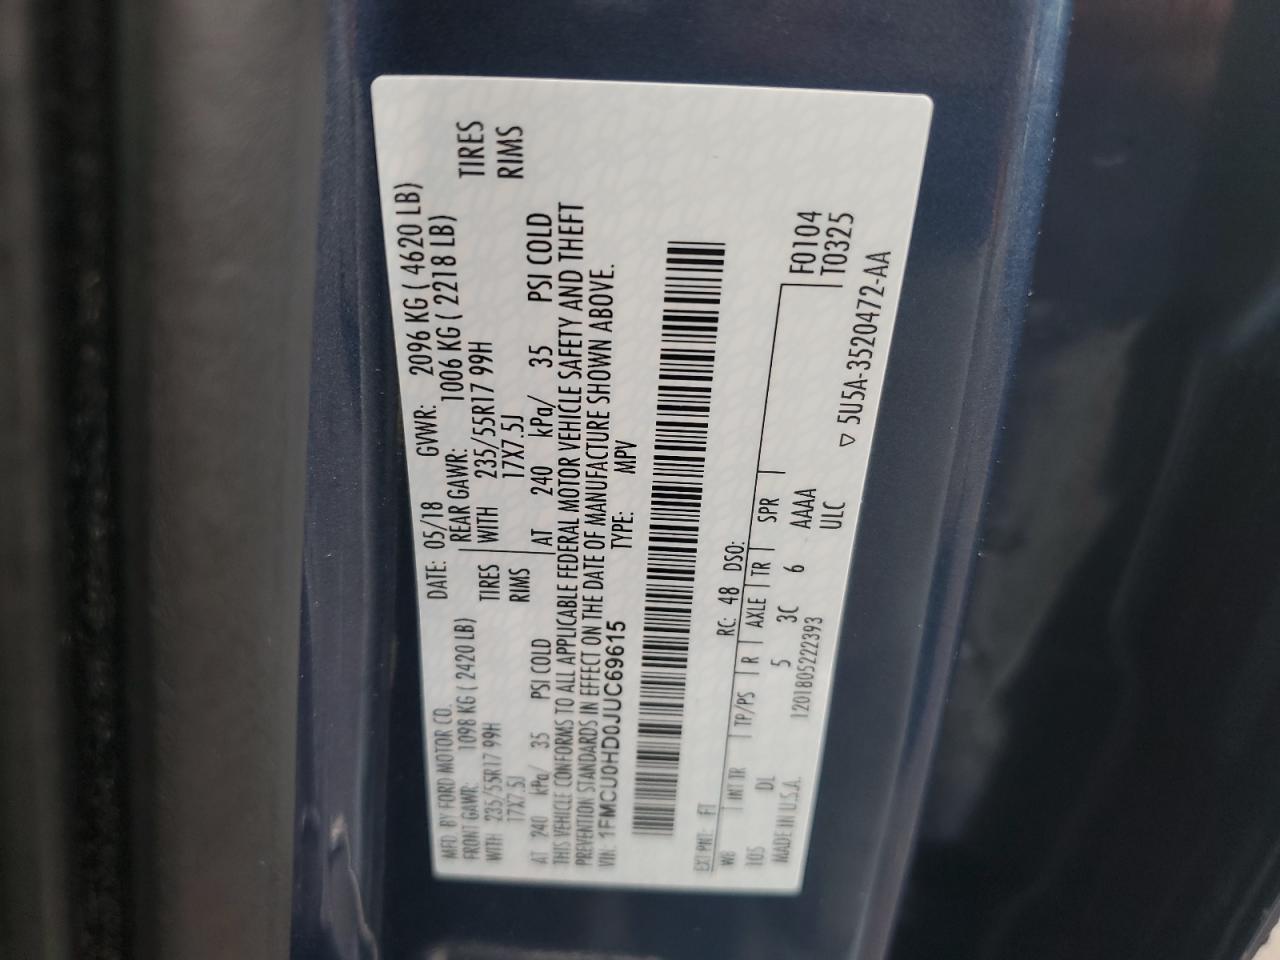 MFD. BY FORD MOTOR CO.
DATE: 05/18 GVWR: 2096 KG ( 4620 LB)
FRONT GAWR: 1098 KG ( 2420 LB) REAR GAWR: 1006 KG ( 2218 LB)
WITH 235/55R17 99H TIRES WITH 235/55R17 99H TIRES
17X7.5J RIMS 17X7.5J RIMS
AT 240 kPa/ 35 PSI COLD AT 240 kPa/ 35 PSI COLD
THIS VEHICLE CONFORMS TO ALL APPLICABLE FEDERAL MOTOR VEHICLE SAFETY AND THEFT
PREVENTION STANDARDS IN EFFECT ON THE DATE OF MANUFACTURE SHOWN ABOVE.
VIN: 1FMCU0HD0JUC69615 TYPE: MPV
EXT PNT: FT RC: 48 DSO:
WB INT TR TP/PS R AXLE TR SPR F0104
105 DL 5 3C 6 AAAA T0325
MADE IN U.S.A. 1201805222393 ULC
▽ 5U5A-3520472-AA